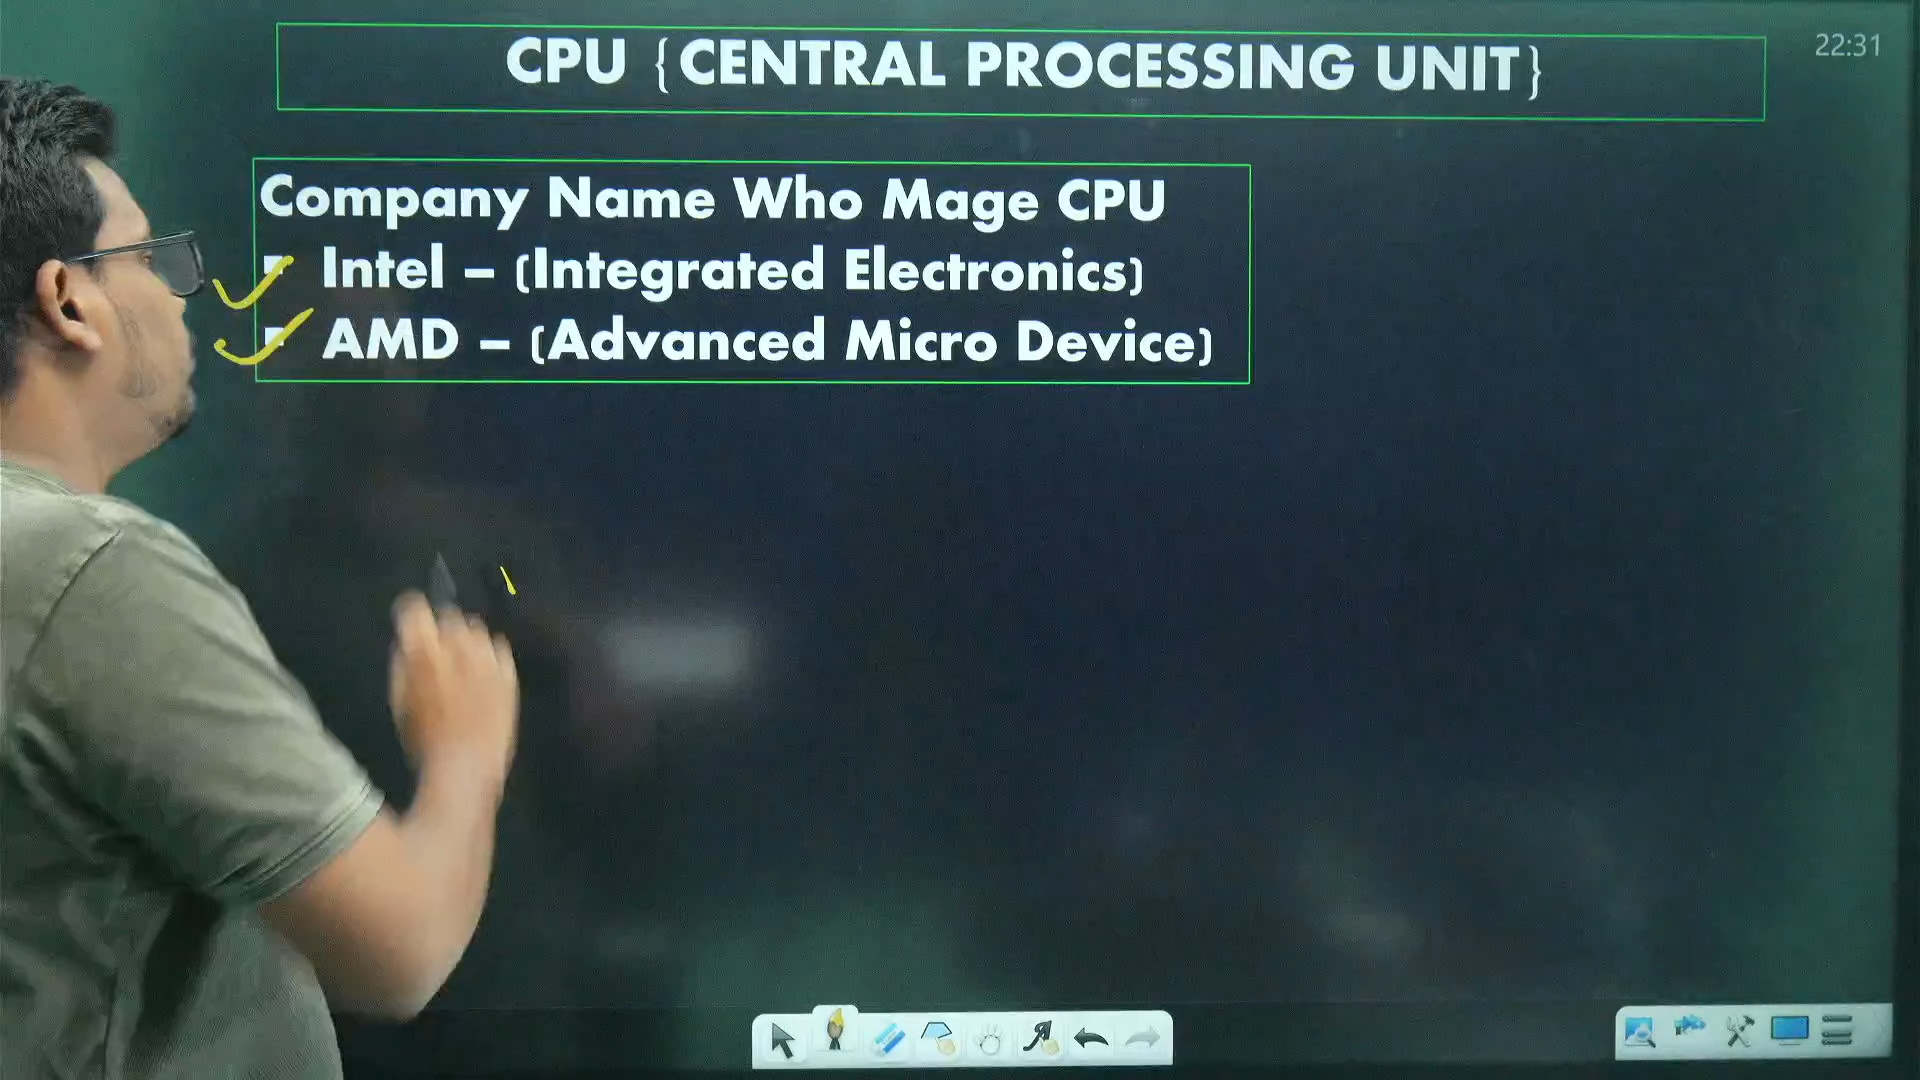 CPU {CENTRAL PROCESSING UNIT}
22:31
Company Name Who Mage CPU
▪ Intel – (Integrated Electronics)
▪ AMD – (Advanced Micro Device)